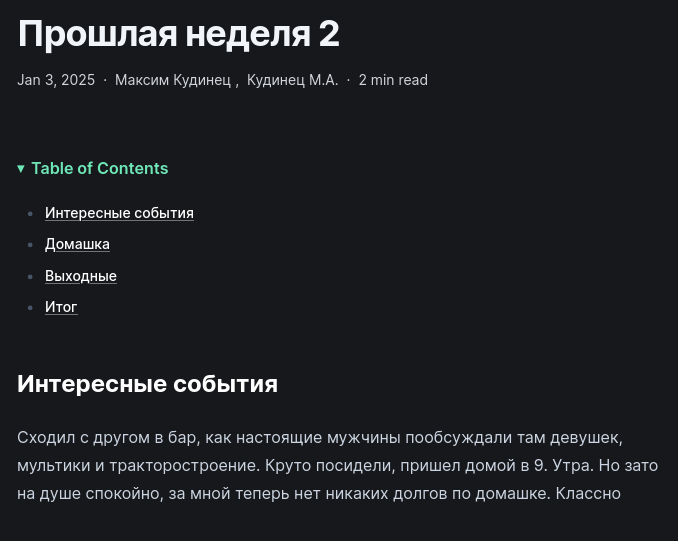 Прошлая неделя 2
Jan 3, 2025 · Максим Кудинец , Кудинец М.А. · 2 min read
▾ Table of Contents
Интересные события
Домашка
Выходные
Итог
Интересные события
Сходил с другом в бар, как настоящие мужчины пообсуждали там девушек,
мультики и тракторостроение. Круто посидели, пришел домой в 9. Утра. Но зато
на душе спокойно, за мной теперь нет никаких долгов по домашке. Классно